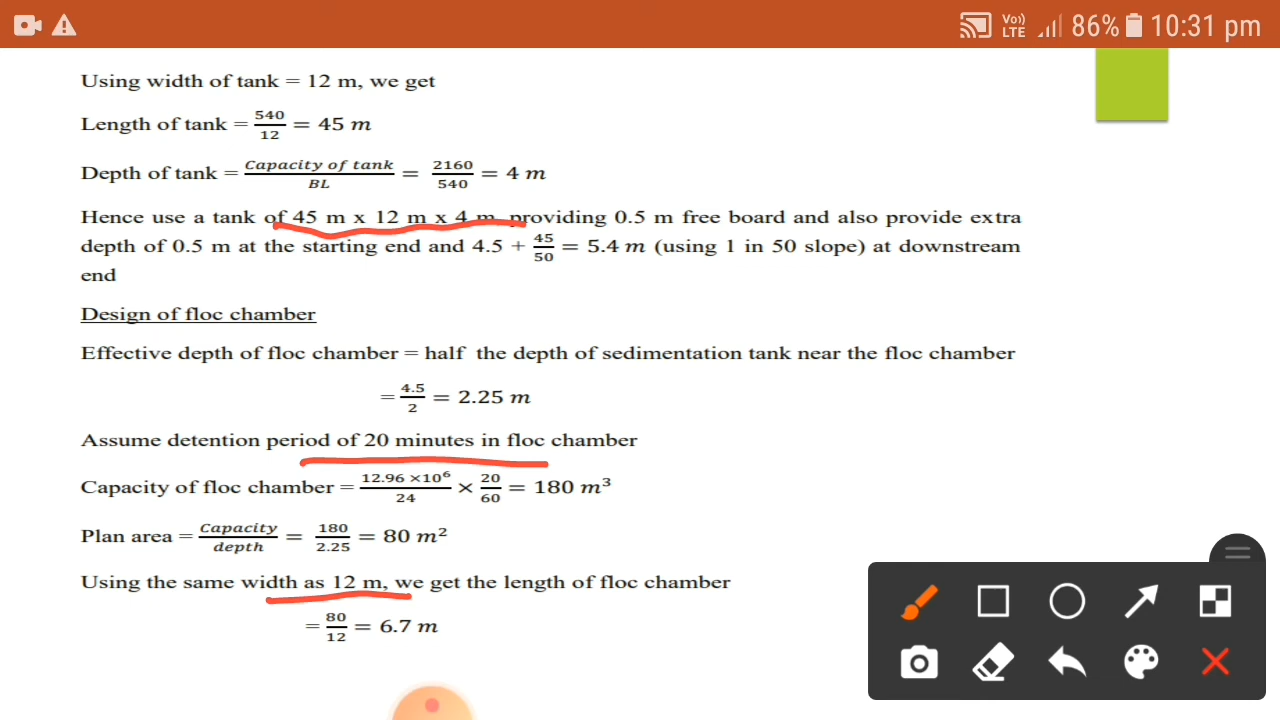 Vo)) LTE 86% 10:31 pm
Using width of tank = 12 m, we get
Length of tank = 540/12 = 45 m
Depth of tank = Capacity of tank/BL = 2160/540 = 4 m
Hence use a tank of 45 m x 12 m x 4 m providing 0.5 m free board and also provide extra
depth of 0.5 m at the starting end and 4.5 + 45/50 = 5.4 m (using 1 in 50 slope) at downstream
end
Design of floc chamber
Effective depth of floc chamber = half the depth of sedimentation tank near the floc chamber
= 4.5/2 = 2.25 m
Assume detention period of 20 minutes in floc chamber
Capacity of floc chamber = 12.96 ×10⁶/24 × 20/60 = 180 m³
Plan area = Capacity/depth = 180/2.25 = 80 m²
Using the same width as 12 m, we get the length of floc chamber
= 80/12 = 6.7 m